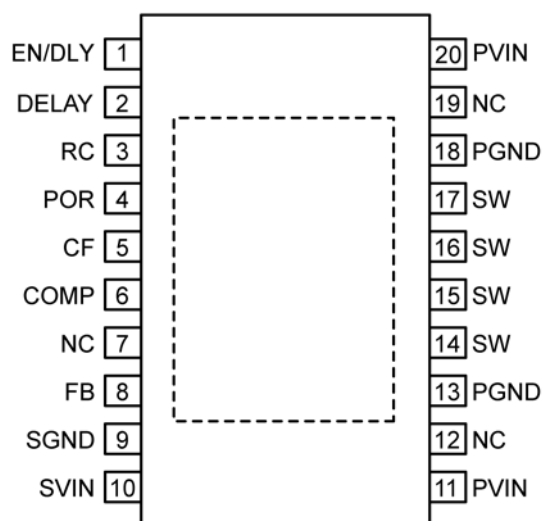 EN/DLY 1 20 PVIN
DELAY 2 19 NC
RC 3 18 PGND
POR 4 17 SW
CF 5 16 SW
COMP 6 15 SW
NC 7 14 SW
FB 8 13 PGND
SGND 9 12 NC
SVIN 10 11 PVIN